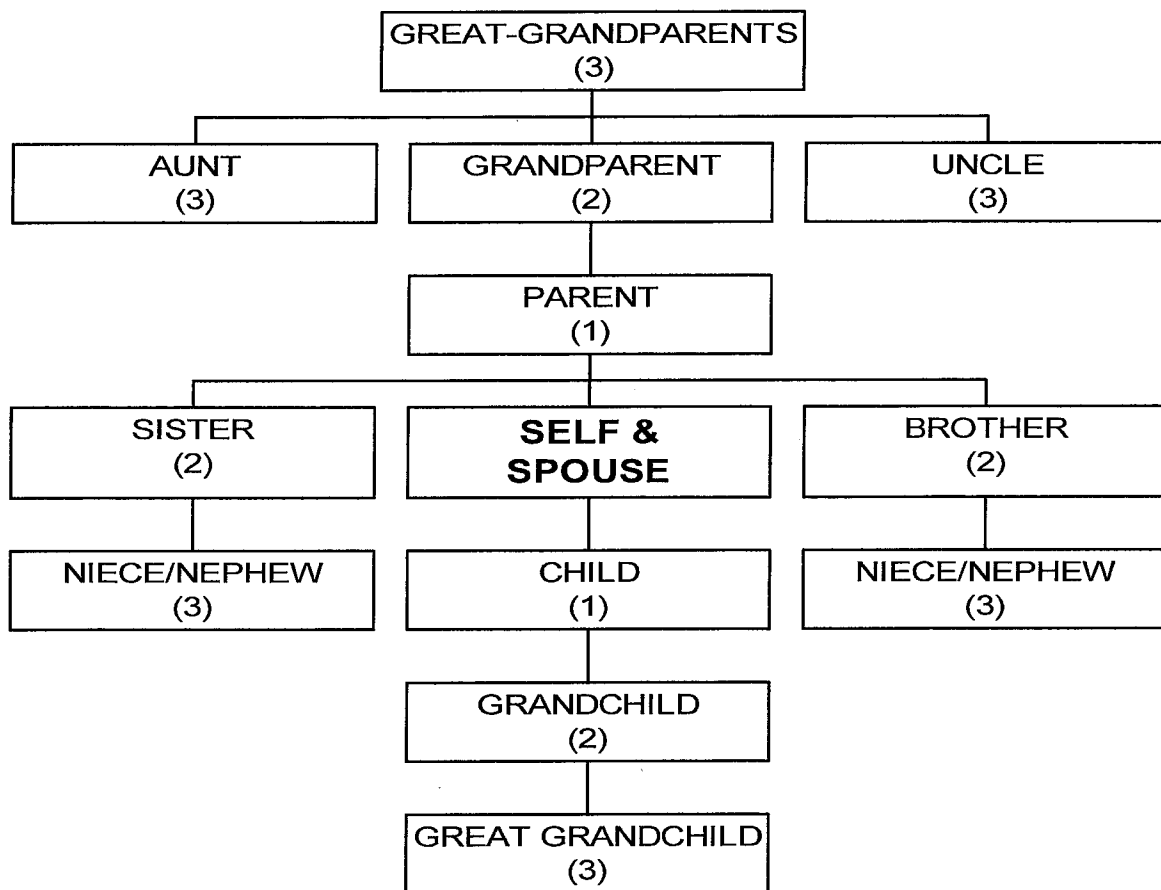 GREAT-GRANDPARENTS
(3)
AUNT
(3)
GRANDPARENT
(2)
UNCLE
(3)
PARENT
(1)
SISTER
(2)
SELF &
SPOUSE
BROTHER
(2)
NIECE/NEPHEW
(3)
CHILD
(1)
NIECE/NEPHEW
(3)
GRANDCHILD
(2)
GREAT GRANDCHILD
(3)